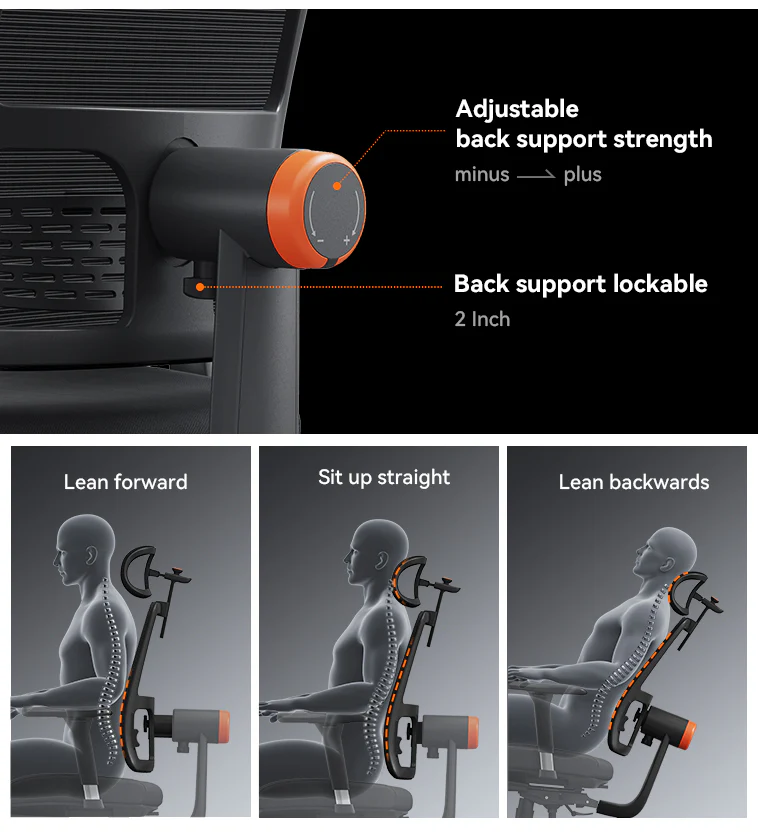 Adjustable
back support strength
minus plus
- +
Back support lockable
2 Inch
Lean forward
Sit up straight
Lean backwards